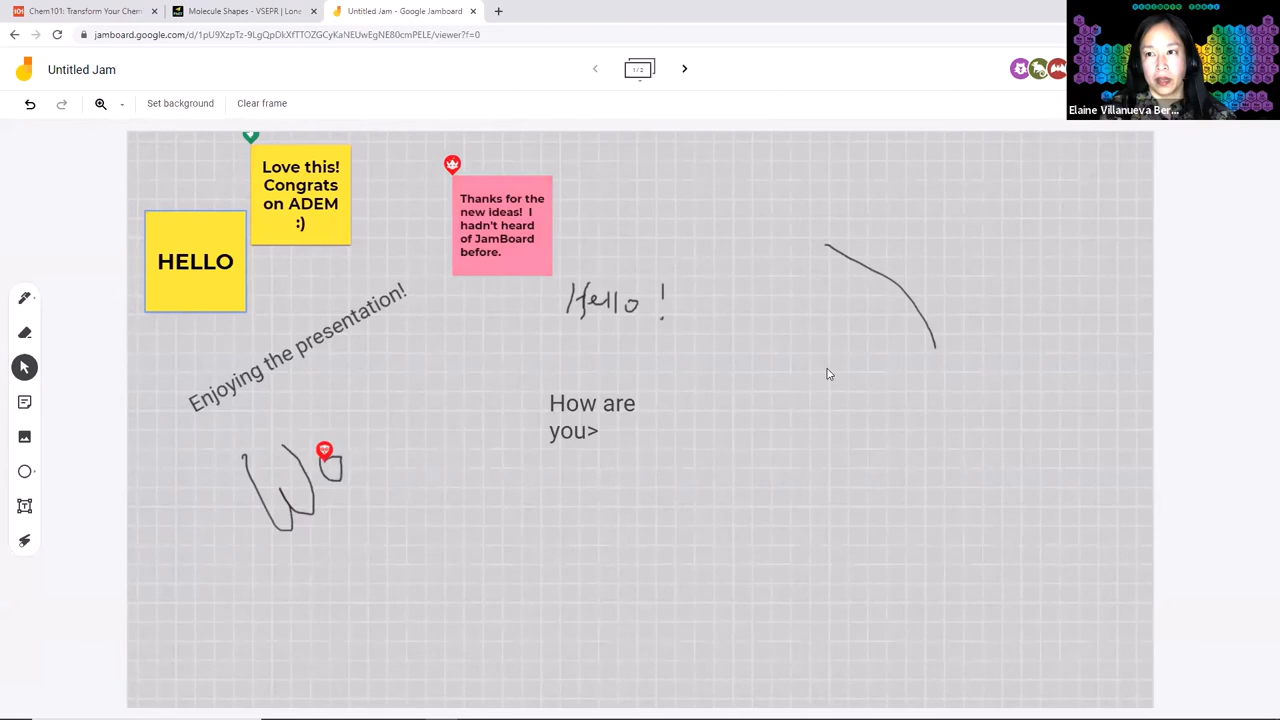 Chem101: Transform Your Chem
Molecule Shapes - VSEPR | Lone
Untitled Jam - Google Jamboard
jamboard.google.com/d/1pU9XzpTz-9LgQpDkXfTTOZGCyKaNEUwEgNE80cmPELE/viewer?f=0
Untitled Jam
1 / 2
Set background
Clear frame
Elaine Villanueva Ber...
Love this!
Congrats
on ADEM
:)
HELLO
Thanks for the
new ideas! I
hadn't heard
of JamBoard
before.
Enjoying the presentation!
Hello !
How are
you>
Wo